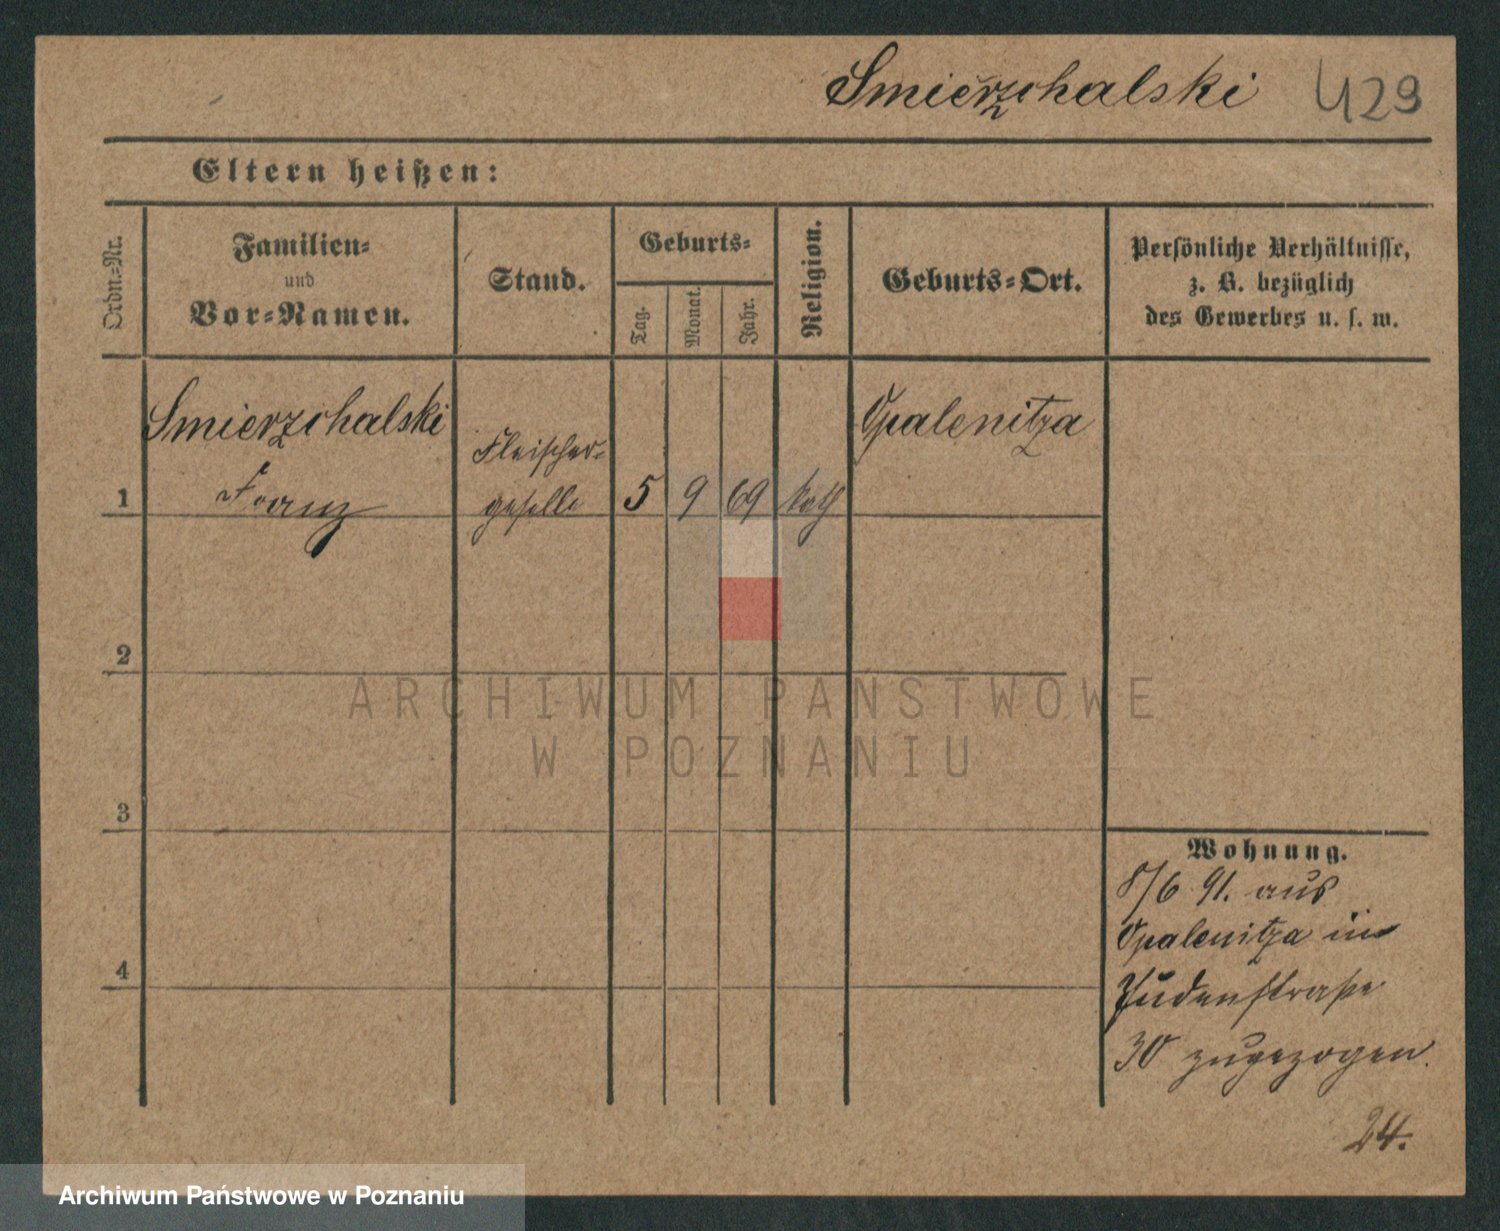 Smierzchalski 429
Eltern heißen:
Ordn.=Nr.
Familien=
und
Vor=Namen.
Stand.
Geburts=
Tag.
Monat.
Jahr.
Religion.
Geburts=Ort.
Persönliche Verhältnisse,
z. B. bezüglich
des Gewerbes u. s. w.
Smierzchalski
Franz
Fleischer=
geselle
1
5 9 69 kath
Opalenitza
2
3
4
ARCHIWUM PAŃSTWOWE
W POZNANIU
Wohnung.
8/6 91. aus
Opalenitza in
Judenstraße
30 zugezogen.
24.
Archiwum Państwowe w Poznaniu